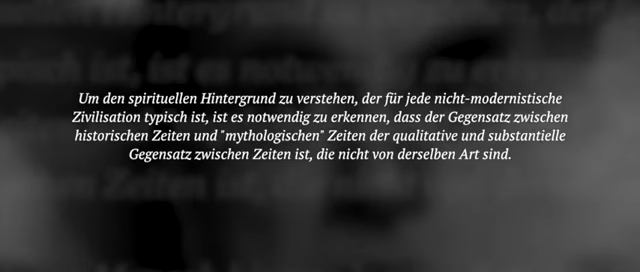 Um den spirituellen Hintergrund zu verstehen, der für jede nicht-modernistische
Zivilisation typisch ist, ist es notwendig zu erkennen, dass der Gegensatz zwischen
historischen Zeiten und "mythologischen" Zeiten der qualitative und substantielle
Gegensatz zwischen Zeiten ist, die nicht von derselben Art sind.